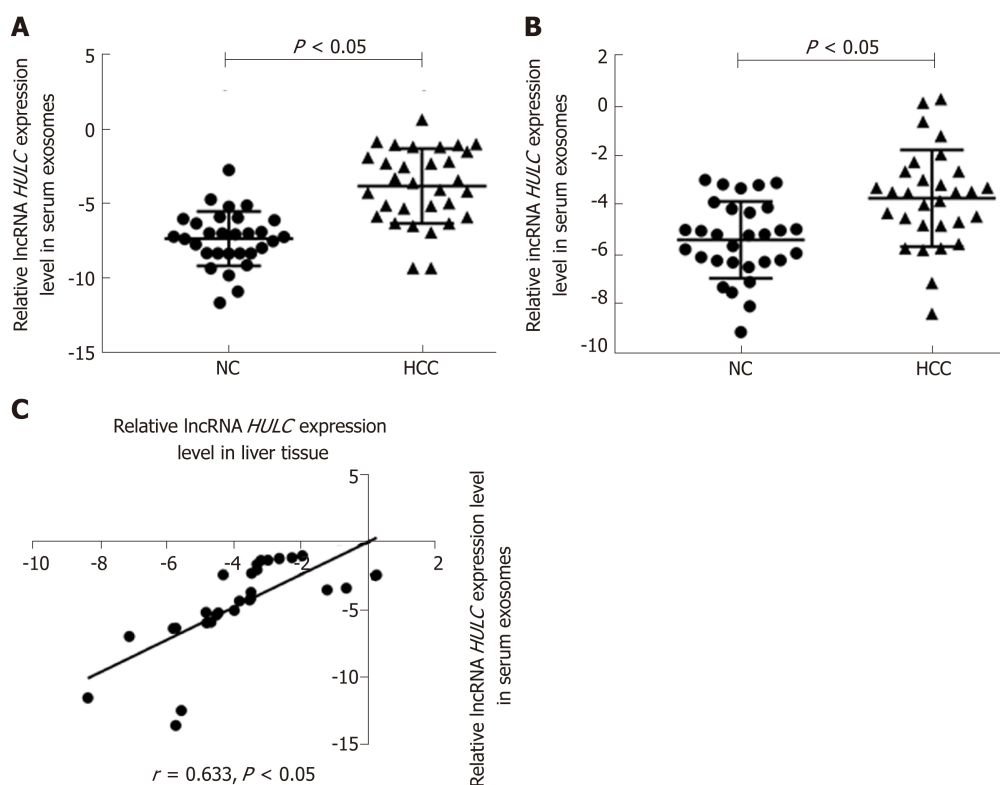 A
P < 0.05
Relative lncRNA HULC expression
level in serum exosomes
5
0
-5
-10
-15
NC
HCC
B
P < 0.05
Relative lncRNA HULC expression
level in serum exosomes
2
0
-2
-4
-6
-8
-10
NC
HCC
C
Relative lncRNA HULC expression
level in liver tissue
5
-10
-8
-6
-4
-2
2
-5
-10
-15
Relative lncRNA HULC expression level
in serum exosomes
r = 0.633, P < 0.05